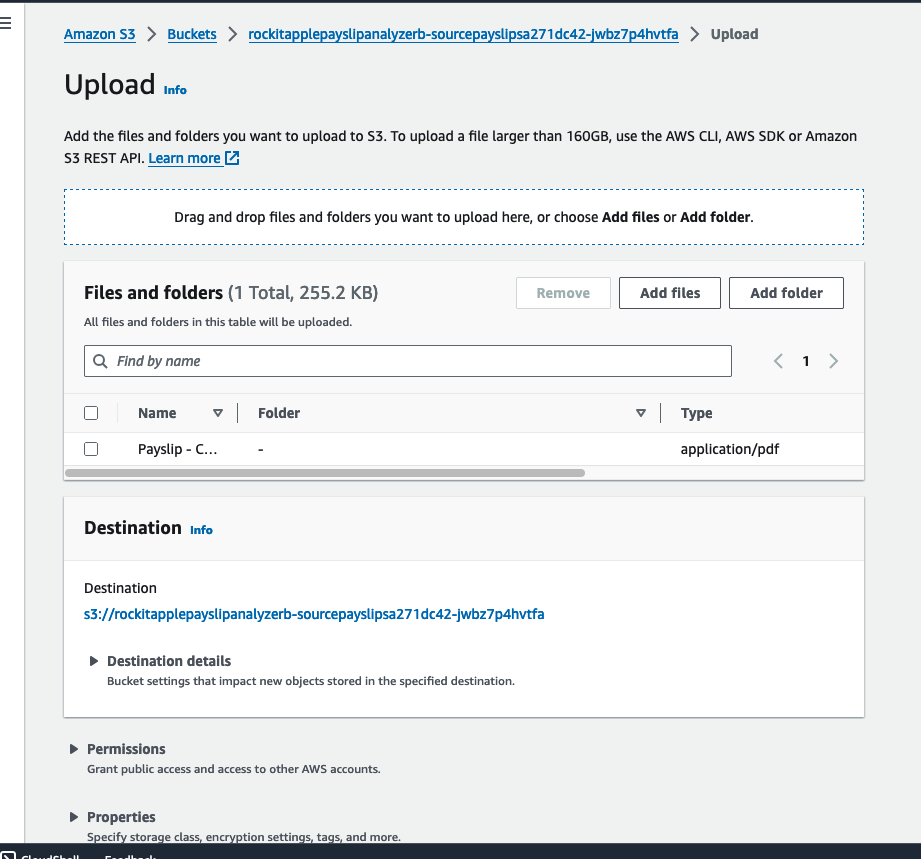 Amazon S3 > Buckets > rockitapplepayslipanalyzerb-sourcepayslipsa271dc42-jwbz7p4hvtfa > Upload
Upload Info
Add the files and folders you want to upload to S3. To upload a file larger than 160GB, use the AWS CLI, AWS SDK or Amazon
S3 REST API. Learn more
Drag and drop files and folders you want to upload here, or choose Add files or Add folder.
Files and folders (1 Total, 255.2 KB)
Remove Add files Add folder
All files and folders in this table will be uploaded.
Find by name
1
Name Folder Type
Payslip - C... - application/pdf
Destination Info
Destination
s3://rockitapplepayslipanalyzerb-sourcepayslipsa271dc42-jwbz7p4hvtfa
Destination details
Bucket settings that impact new objects stored in the specified destination.
Permissions
Grant public access and access to other AWS accounts.
Properties
Specify storage class, encryption settings, tags, and more.
CloudShell Feedback